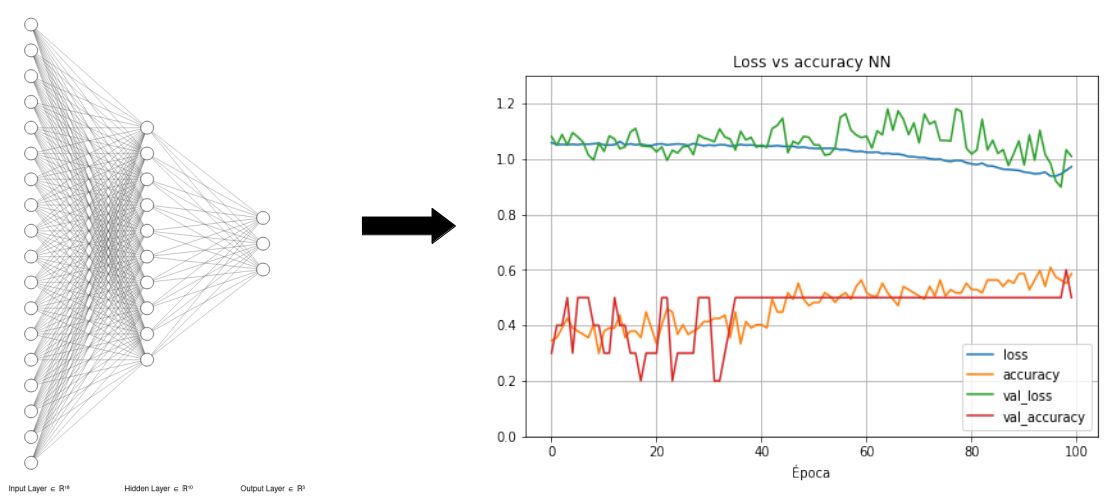 Loss vs accuracy NN
1.2
1.0
0.8
0.6
0.4
0.2
0.0
0 20 40 60 80 100
Época
loss
accuracy
val_loss
val_accuracy
Input Layer ∈ ℝ¹⁸ Hidden Layer ∈ ℝ¹⁰ Output Layer ∈ ℝ³